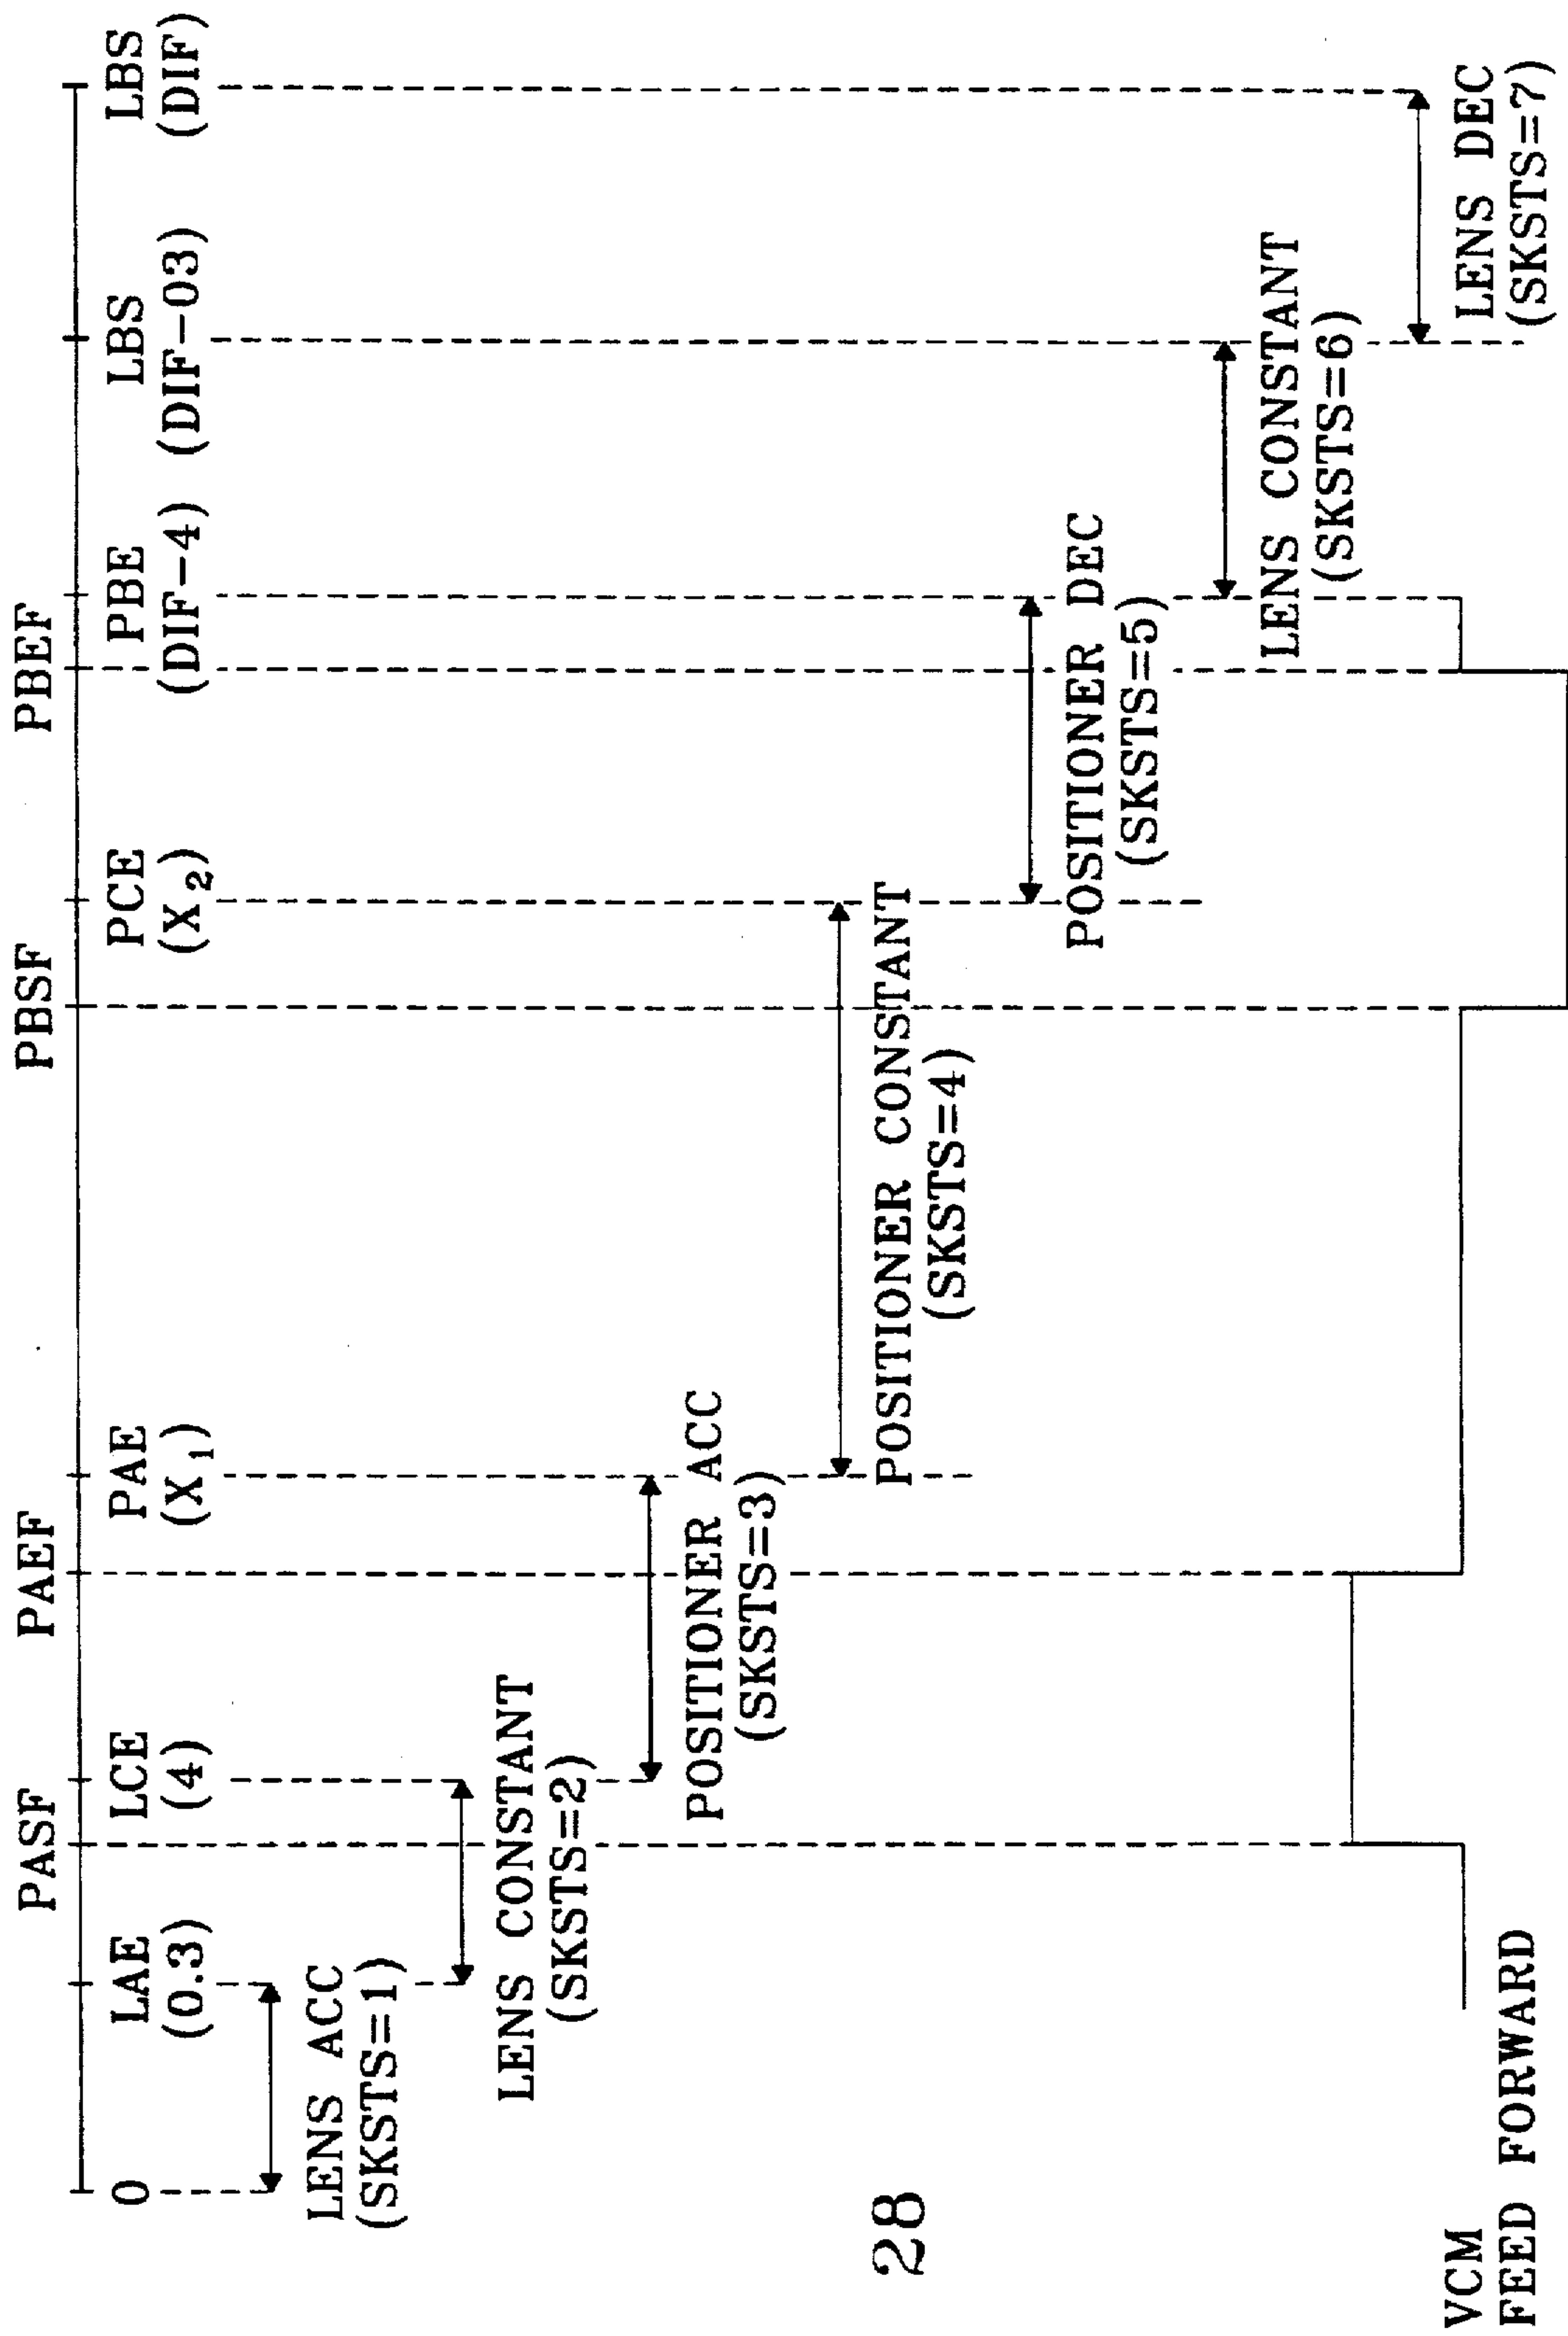 PASF PAEF PBSF PBEF
0 LAE LCE PAE PCE PBE LBS LBS
(0.3) (4) (X1) (X2) (DIF-4) (DIF-03) (DIF)
LENS ACC
(SKSTS=1)
LENS CONSTANT
(SKSTS=2)
POSITIONER ACC
(SKSTS=3)
POSITIONER CONSTANT
(SKSTS=4)
POSITIONER DEC
(SKSTS=5)
LENS CONSTANT
(SKSTS=6)
LENS DEC
(SKSTS=7)
28
VCM
FEED FORWARD